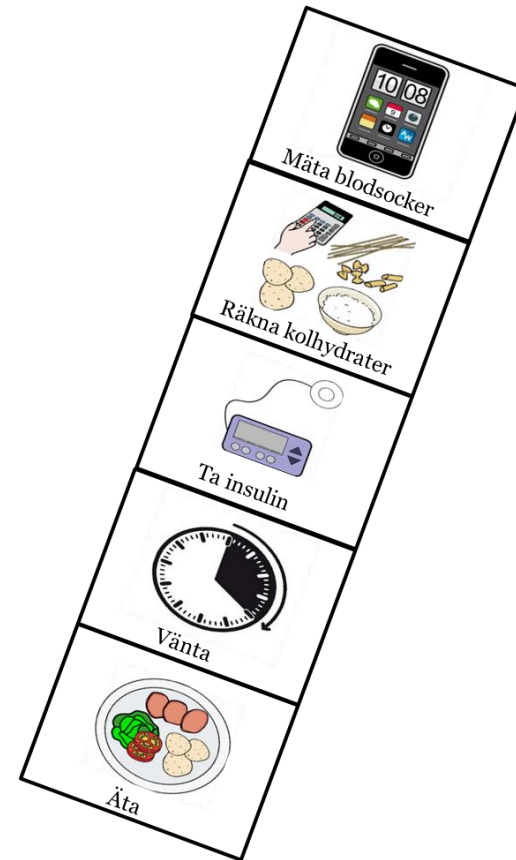 10 08
Mäta blodsocker
Räkna kolhydrater
Ta insulin
Vänta
Äta